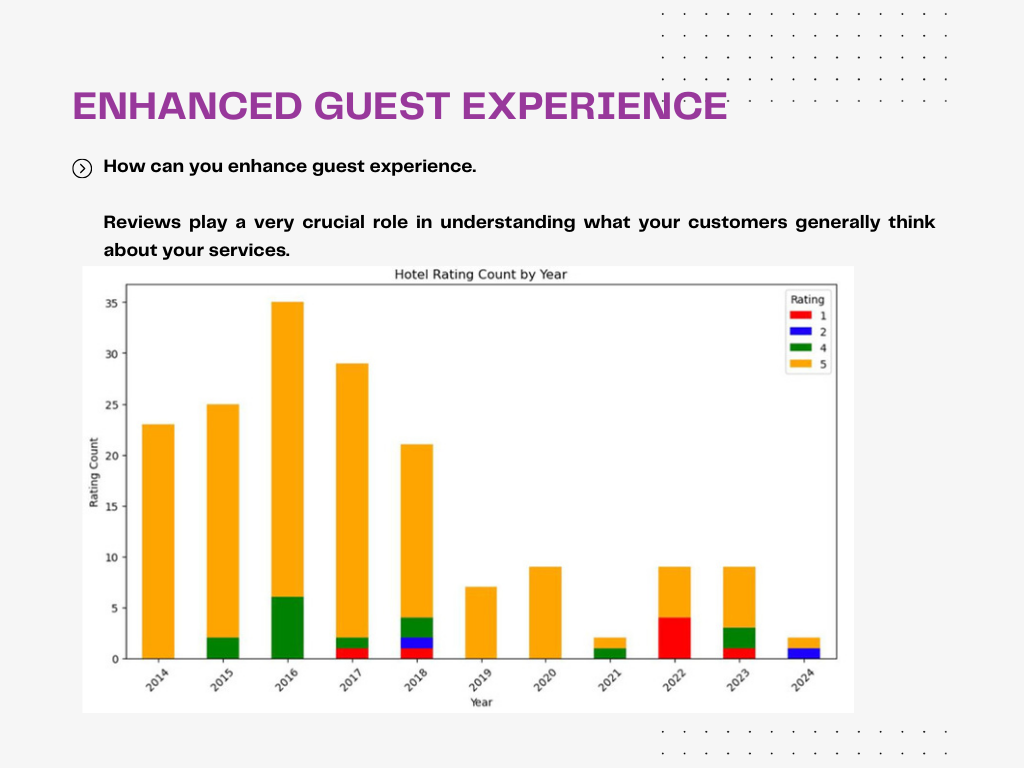 ENHANCED GUEST EXPERIENCE
How can you enhance guest experience.
Reviews play a very crucial role in understanding what your customers generally think
about your services.
Hotel Rating Count by Year
Rating
1
2
4
5
Rating Count
35
30
25
20
15
10
5
0
2014 2015 2016 2017 2018 2019 2020 2021 2022 2023 2024
Year